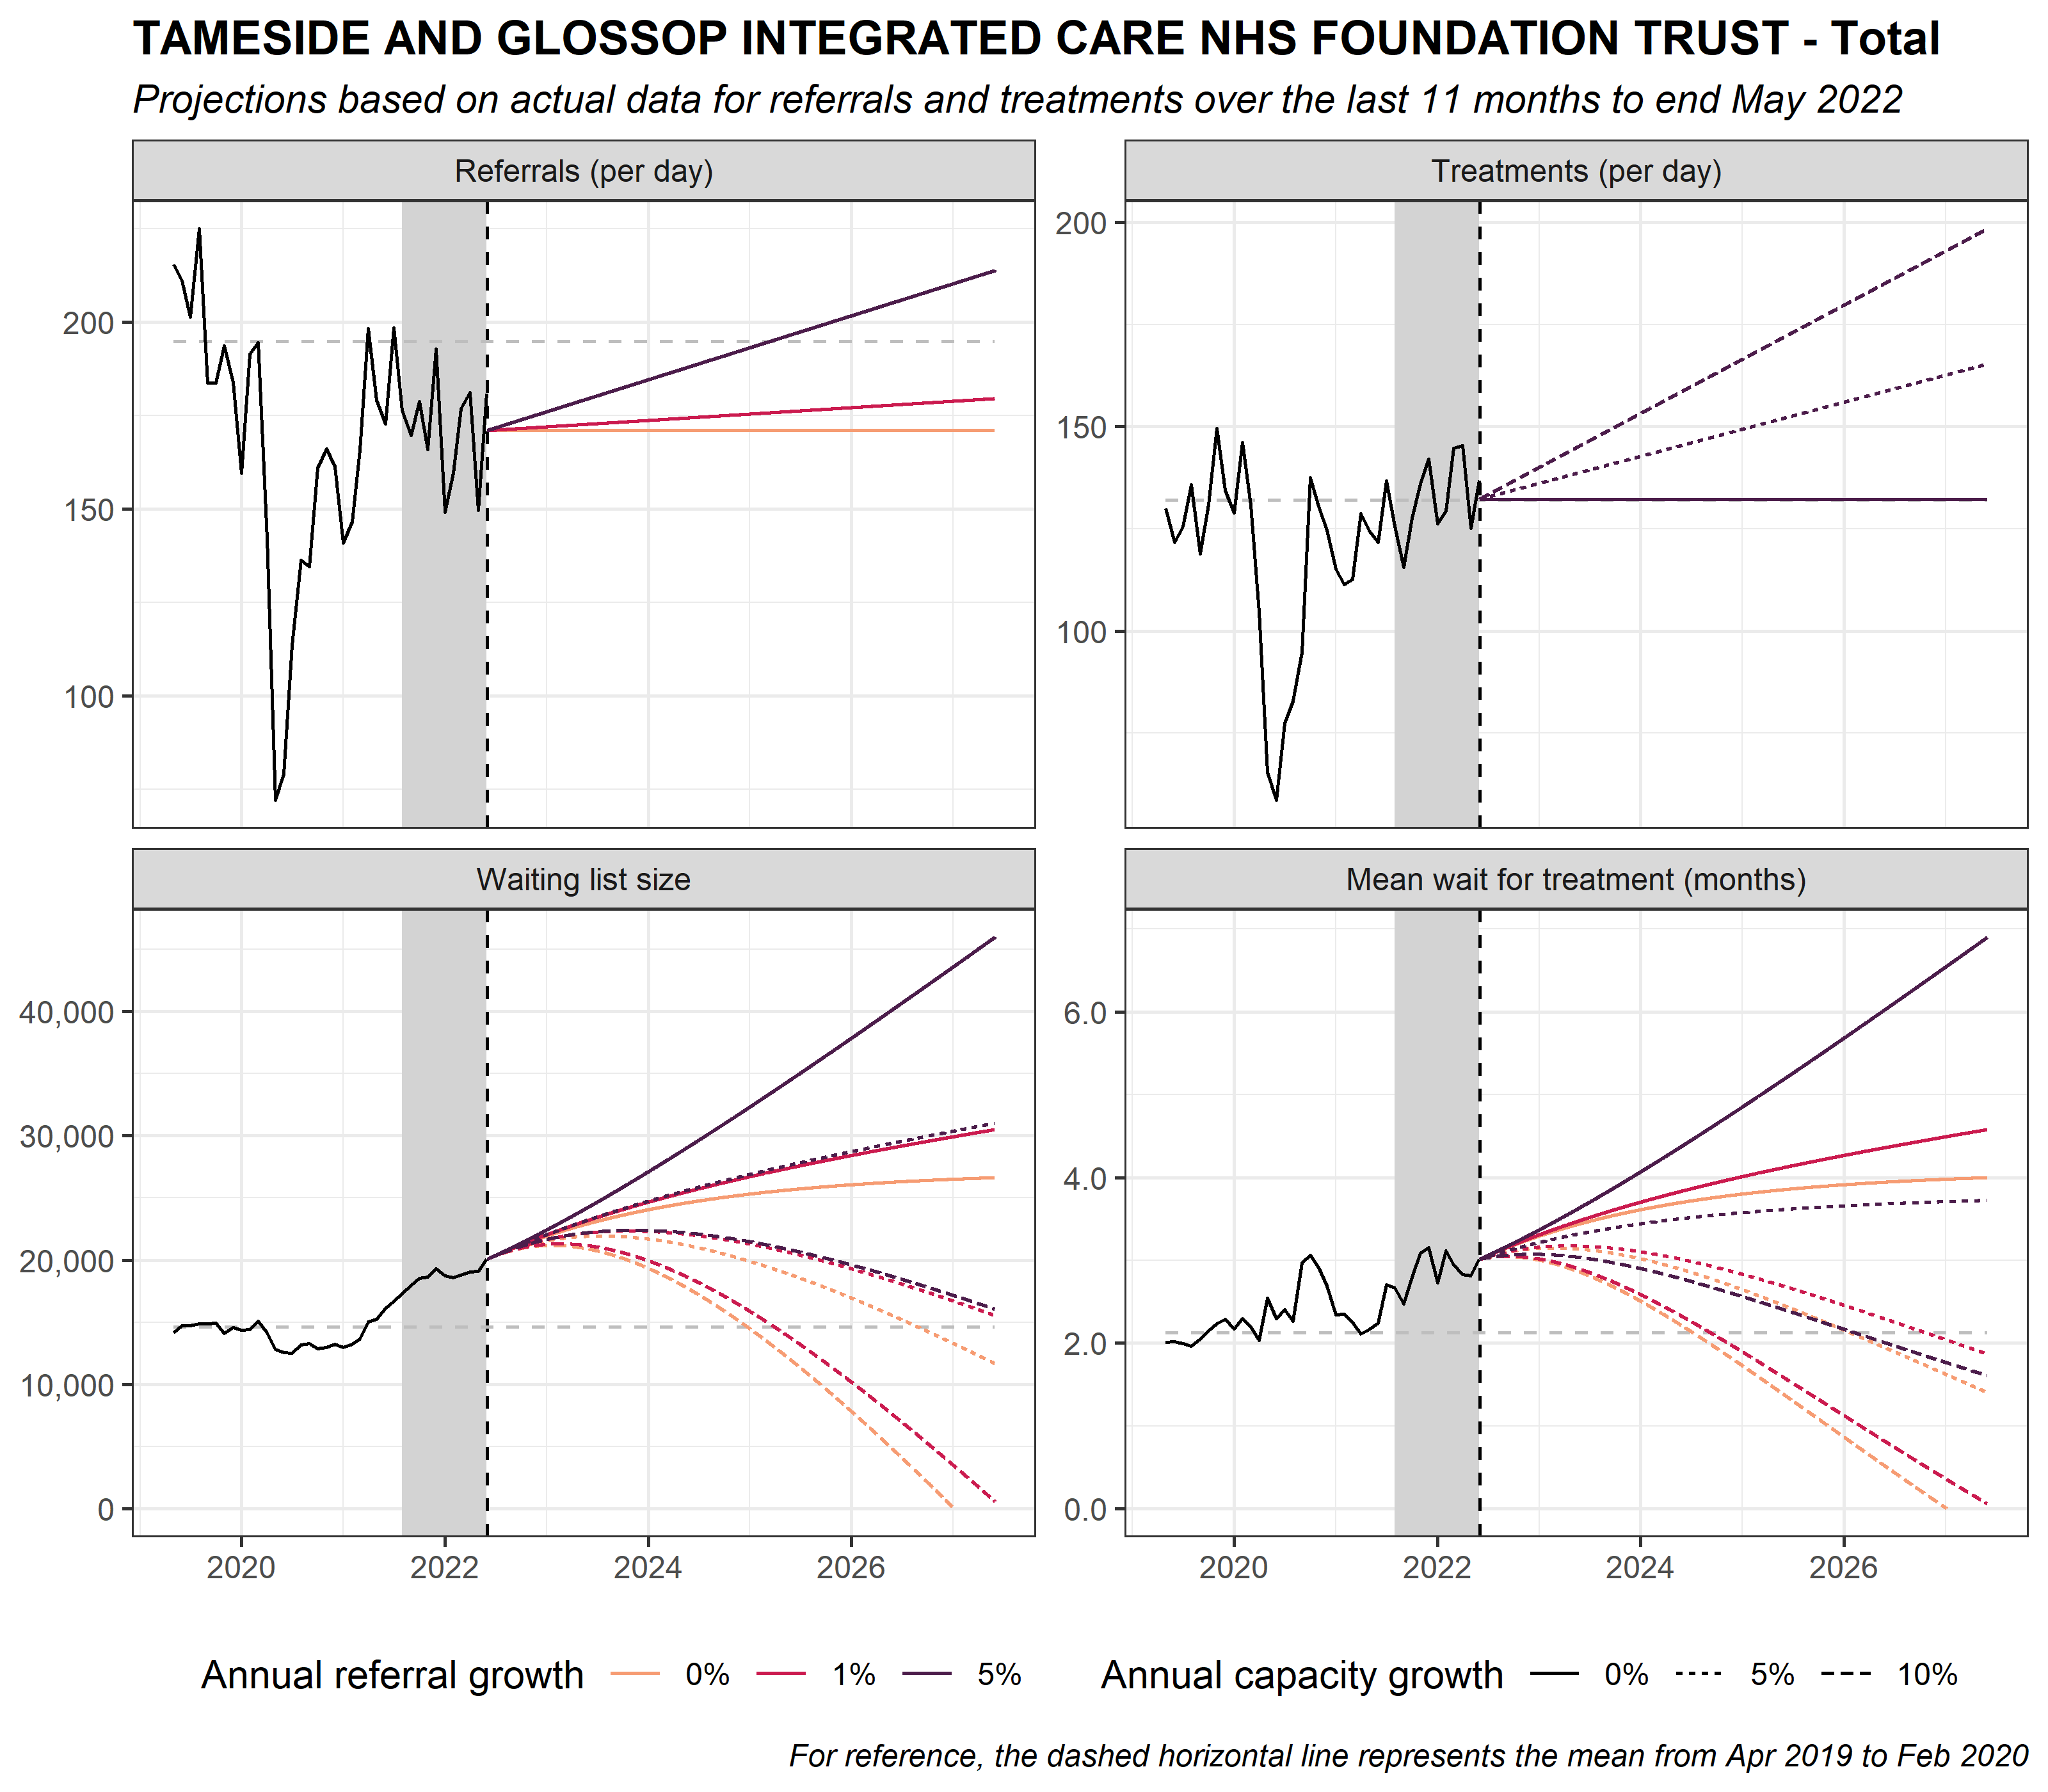 TAMESIDE AND GLOSSOP INTEGRATED CARE NHS FOUNDATION TRUST - Total
Projections based on actual data for referrals and treatments over the last 11 months to end May 2022
Referrals (per day)
200
150
100
Treatments (per day)
200
150
100
Waiting list size
40,000
30,000
20,000
10,000
0
2020 2022 2024 2026
Mean wait for treatment (months)
6.0
4.0
2.0
0.0
2020 2022 2024 2026
Annual referral growth 0% 1% 5%
Annual capacity growth 0% 5% 10%
For reference, the dashed horizontal line represents the mean from Apr 2019 to Feb 2020